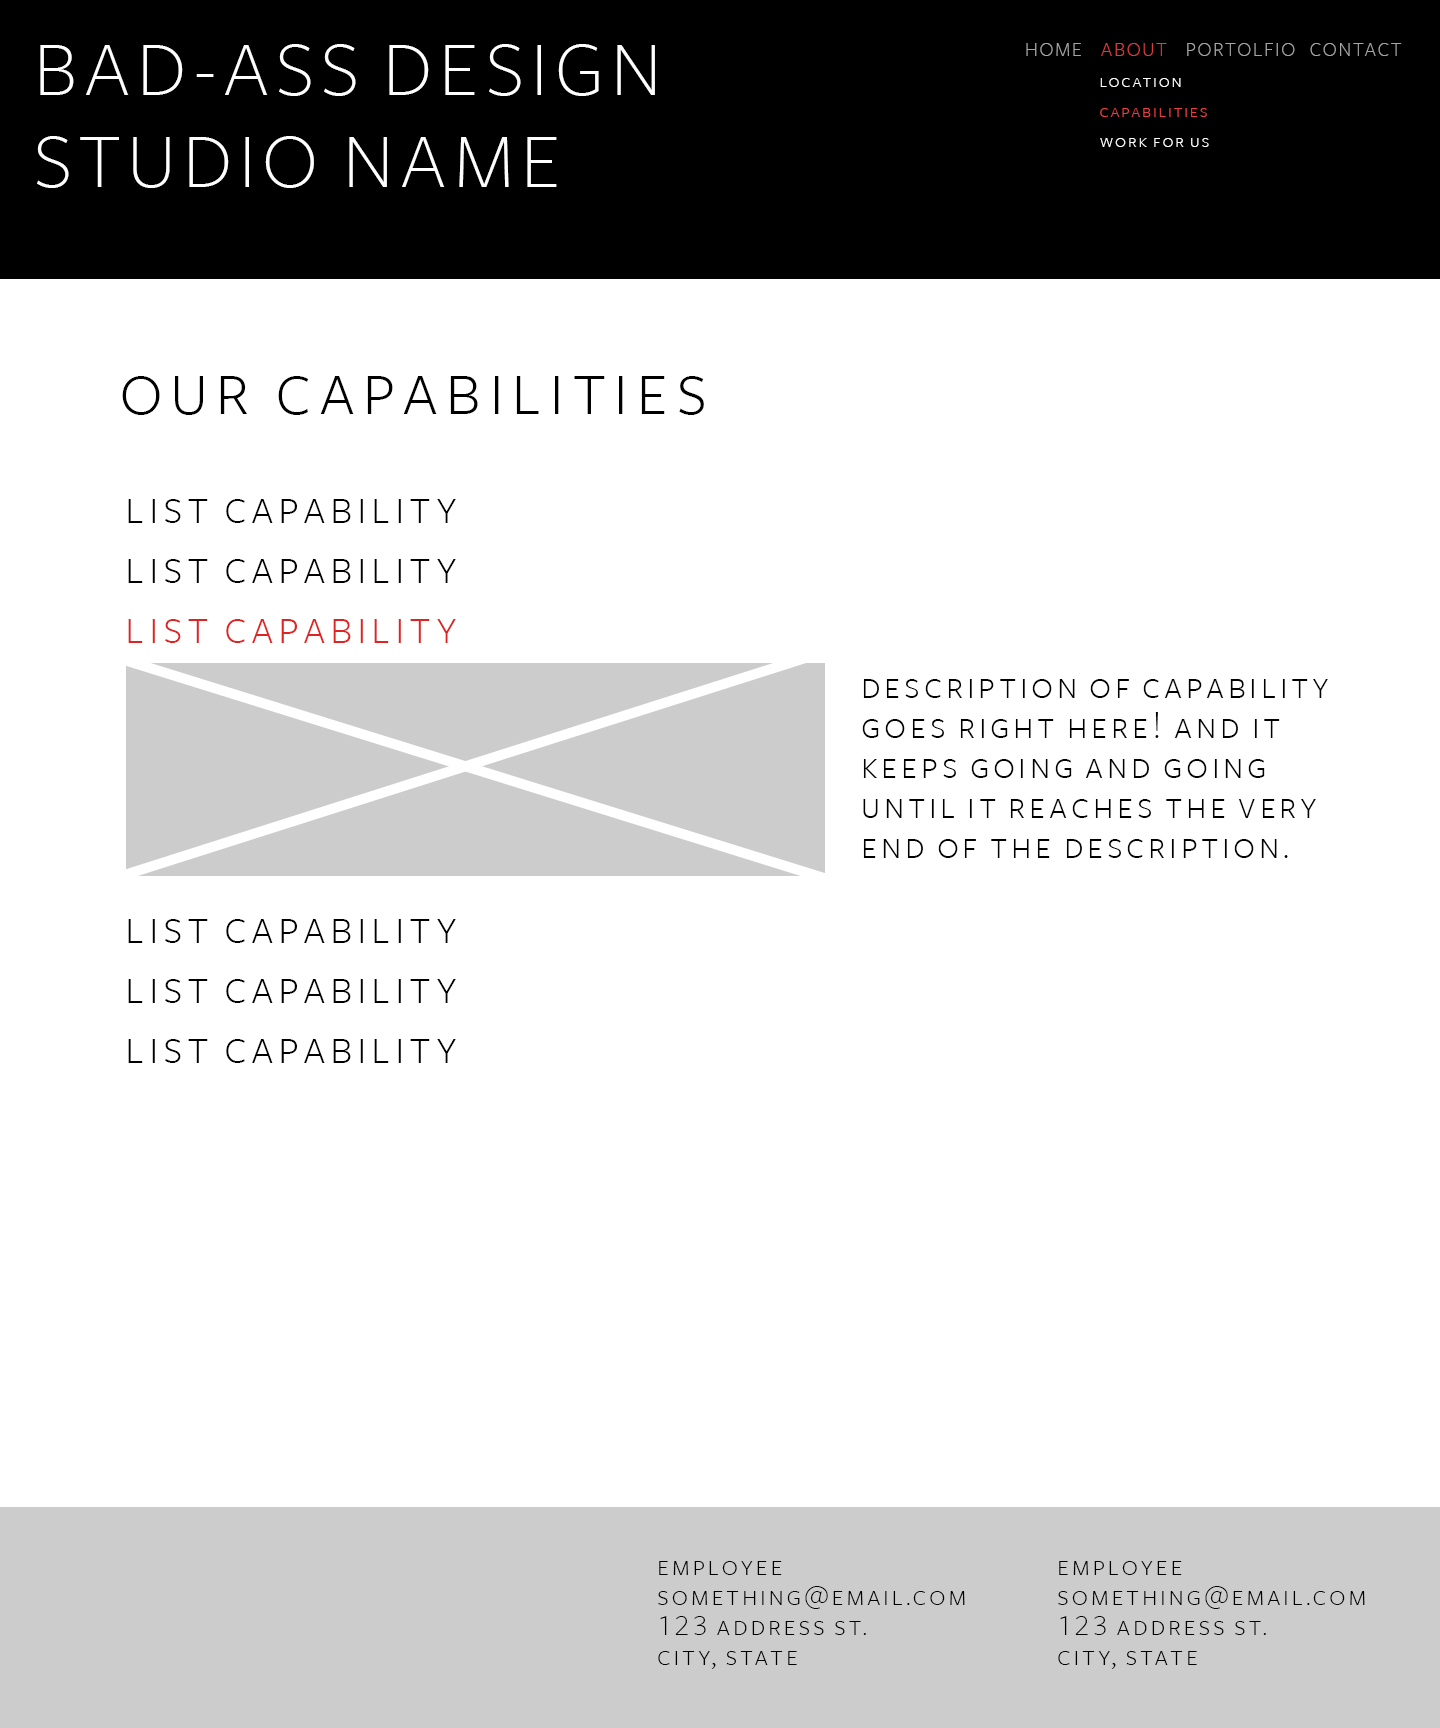 BAD-ASS DESIGN
STUDIO NAME
HOME ABOUT PORTOLFIO CONTACT
LOCATION
CAPABILITIES
WORK FOR US
OUR CAPABILITIES
LIST CAPABILITY
LIST CAPABILITY
LIST CAPABILITY
DESCRIPTION OF CAPABILITY
GOES RIGHT HERE! AND IT
KEEPS GOING AND GOING
UNTIL IT REACHES THE VERY
END OF THE DESCRIPTION.
LIST CAPABILITY
LIST CAPABILITY
LIST CAPABILITY
EMPLOYEE
SOMETHING@EMAIL.COM
123 ADDRESS ST.
CITY, STATE
EMPLOYEE
SOMETHING@EMAIL.COM
123 ADDRESS ST.
CITY, STATE